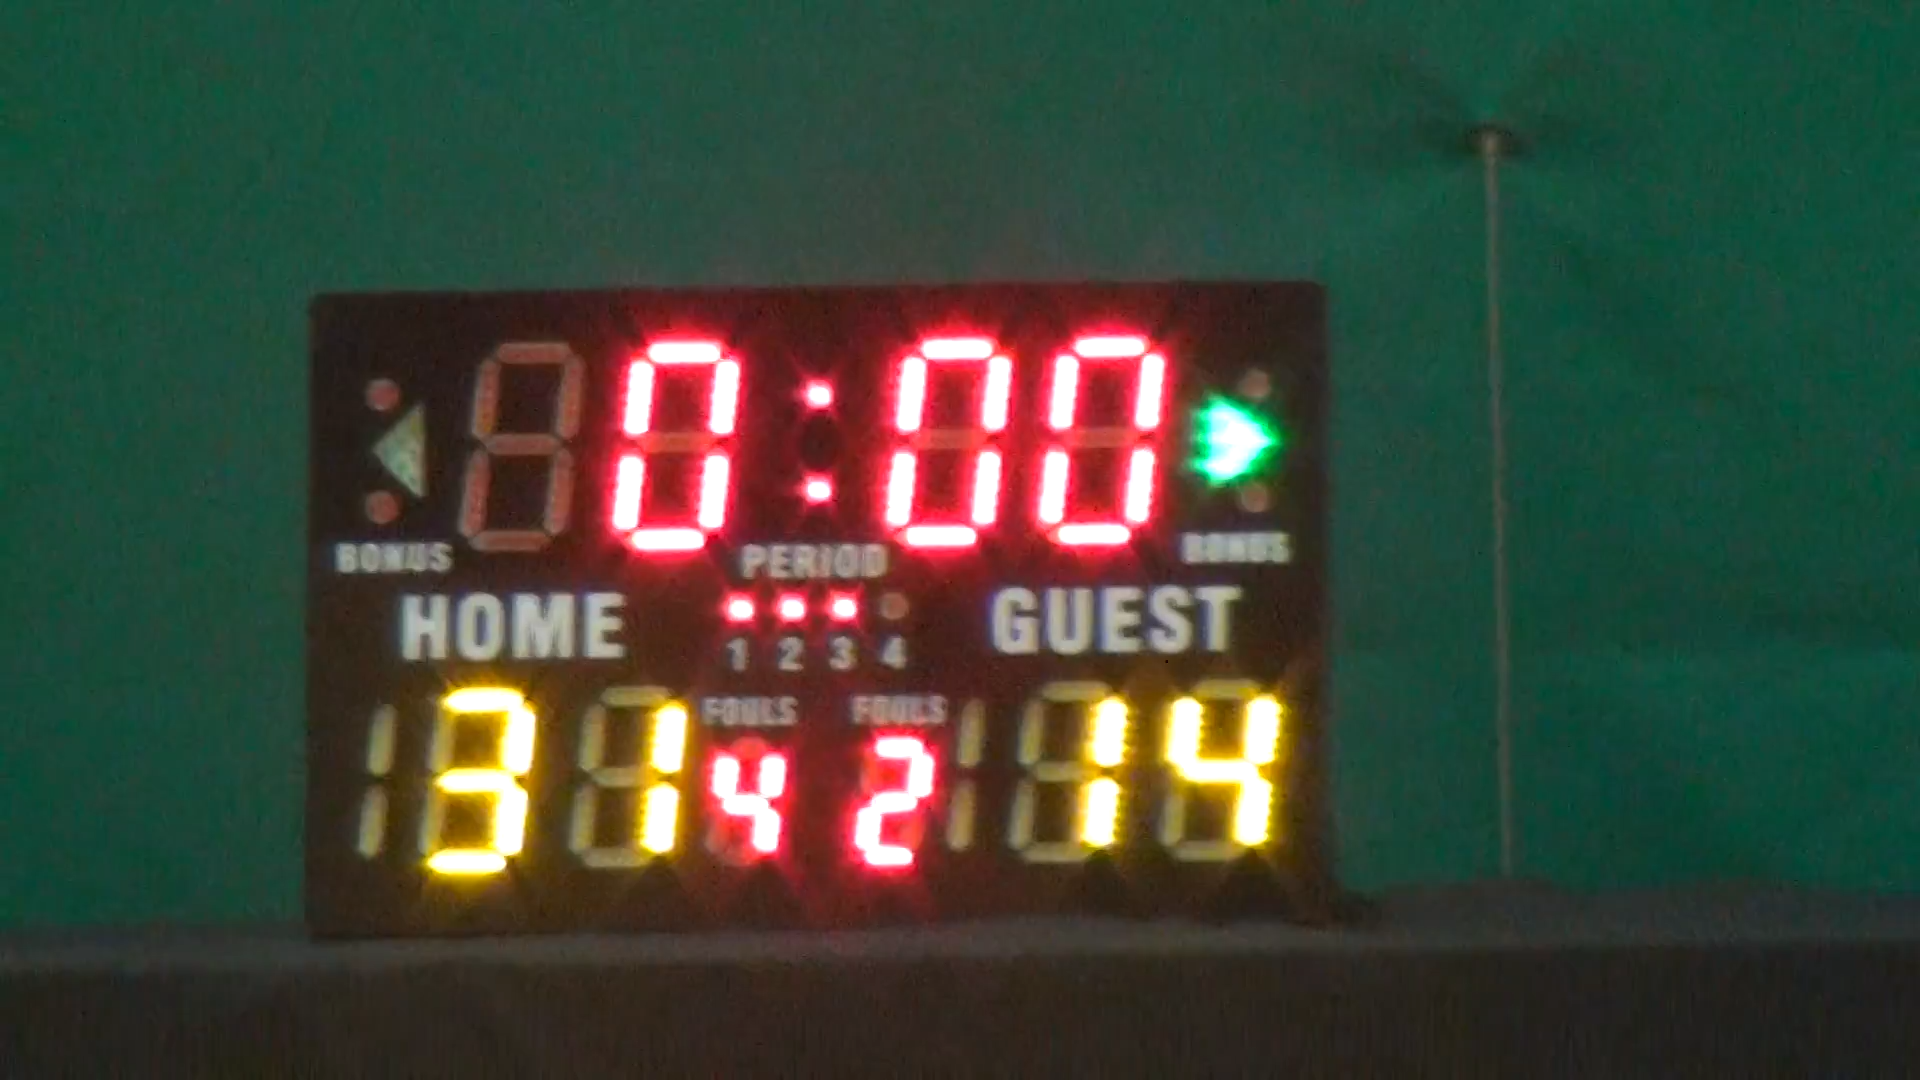 0:00
BONUS PERIOD BONUS
HOME GUEST
1 2 3 4
FOULS FOULS
31 4 2 14